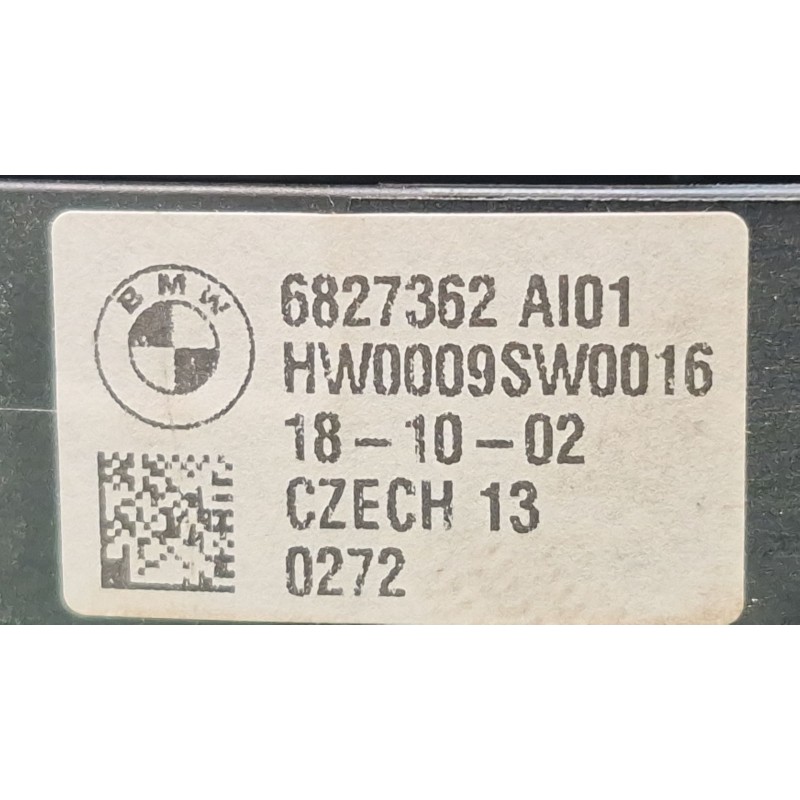 BMW
6827362 AI01
HW0009SW0016
18-10-02
CZECH 13
0272